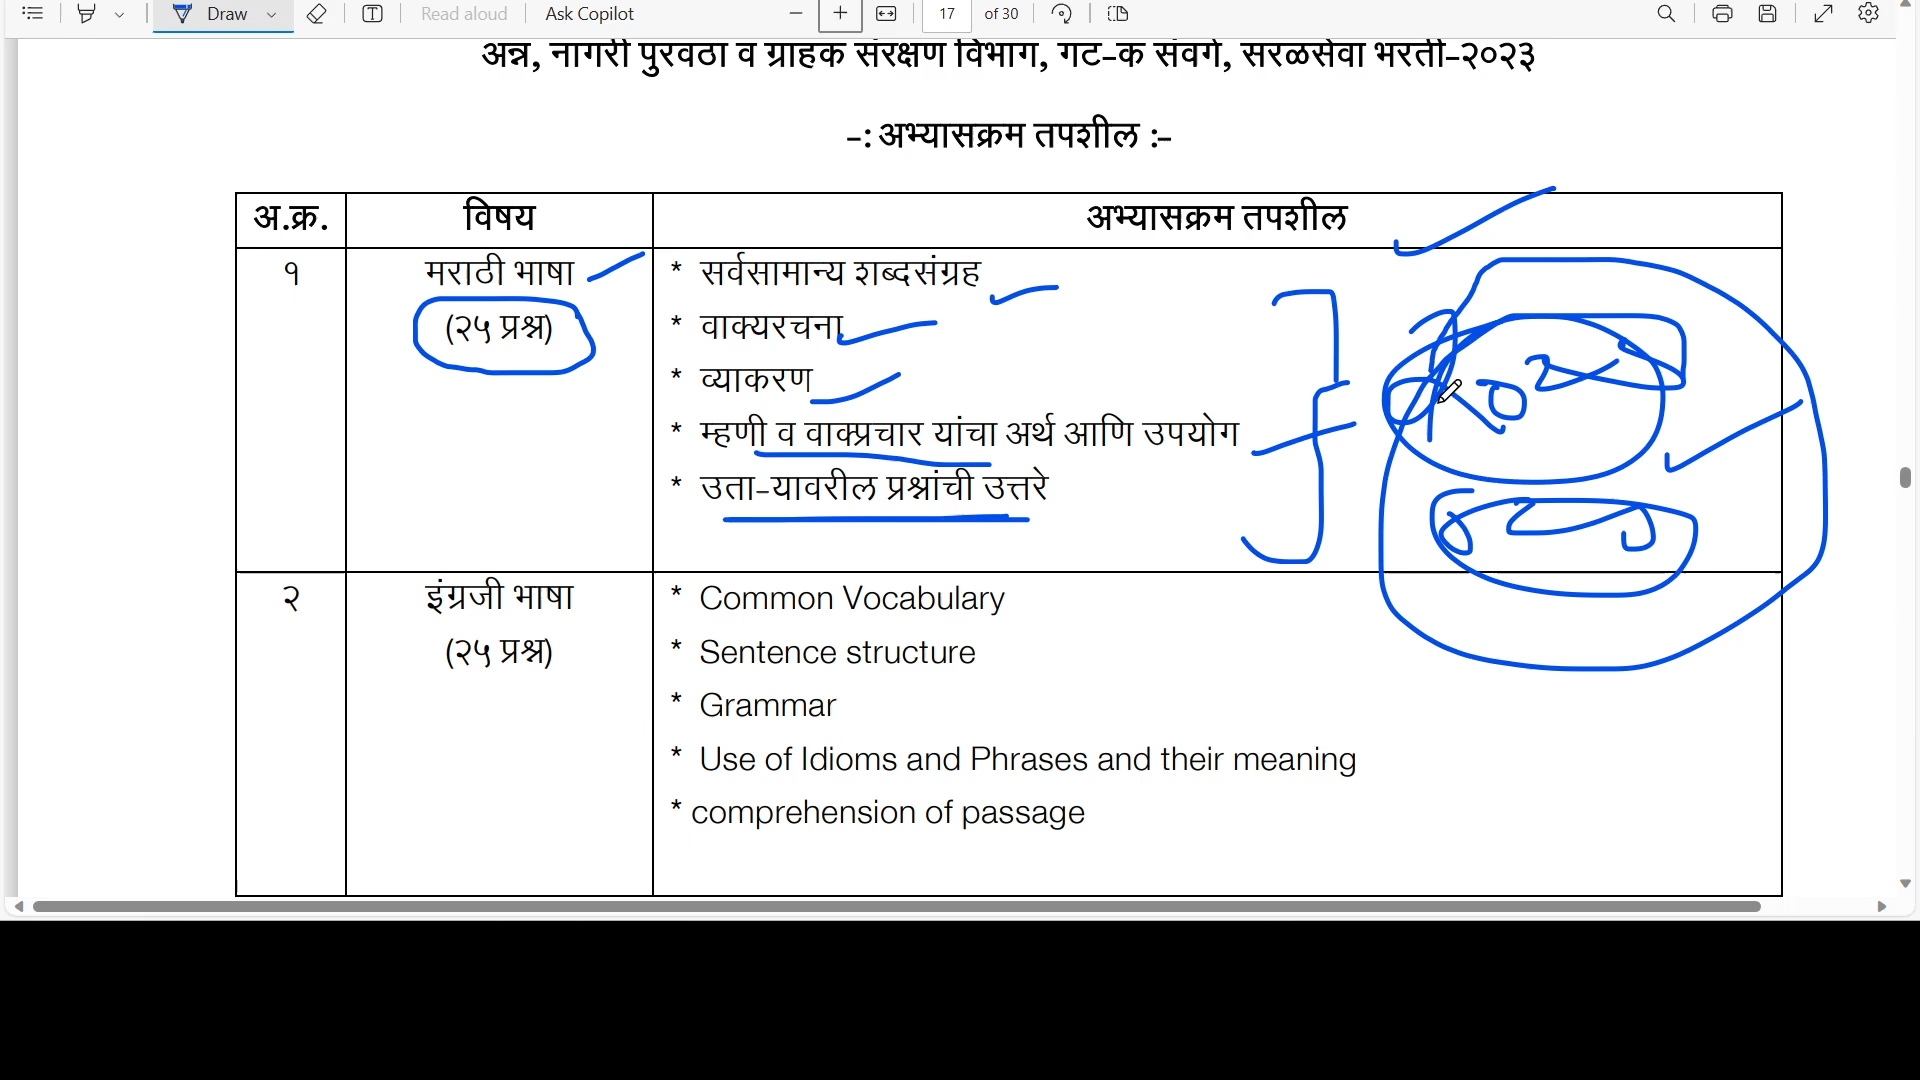 Draw
Read aloud
Ask Copilot
17 of 30
अन्न, नागरी पुरवठा व ग्राहक संरक्षण विभाग, गट-क संवर्ग, सरळसेवा भरती-२०२३
-: अभ्यासक्रम तपशील :-
अ.क्र. विषय अभ्यासक्रम तपशील
१ मराठी भाषा * सर्वसामान्य शब्दसंग्रह
(२५ प्रश्न) * वाक्यरचना
* व्याकरण
* म्हणी व वाक्प्रचार यांचा अर्थ आणि उपयोग
* उता-यावरील प्रश्नांची उत्तरे
२ इंग्रजी भाषा * Common Vocabulary
(२५ प्रश्न) * Sentence structure
* Grammar
* Use of Idioms and Phrases and their meaning
* comprehension of passage